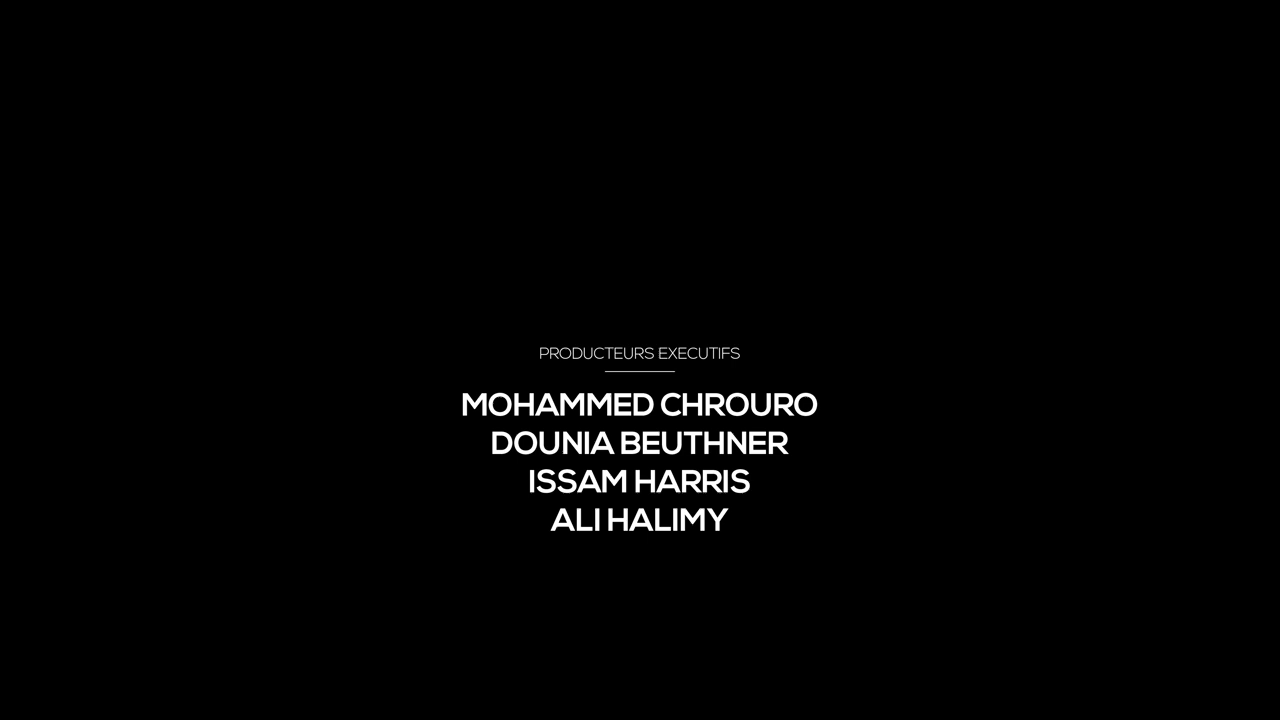 PRODUCTEURS EXECUTIFS
MOHAMMED CHROURO
DOUNIA BEUTHNER
ISSAM HARRIS
ALI HALIMY